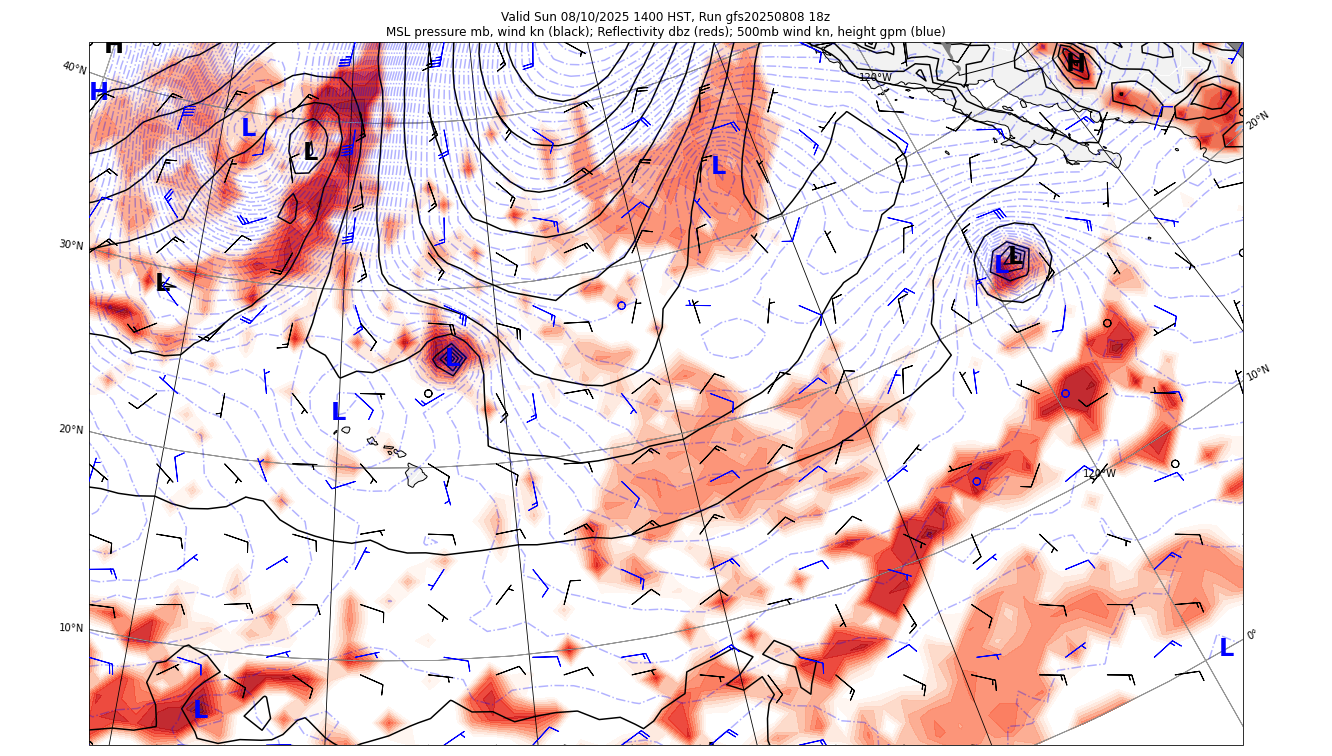 Valid Sun 08/10/2025 1400 HST, Run gfs20250808 18z
MSL pressure mb, wind kn (black); Reflectivity dbz (reds); 500mb wind kn, height gpm (blue)
H
H
40°N
120°W
H
20°N
L
L
L
30°N
L
L
L
L
L
10°N
L
20°N
120°W
10°N
0°
L
L